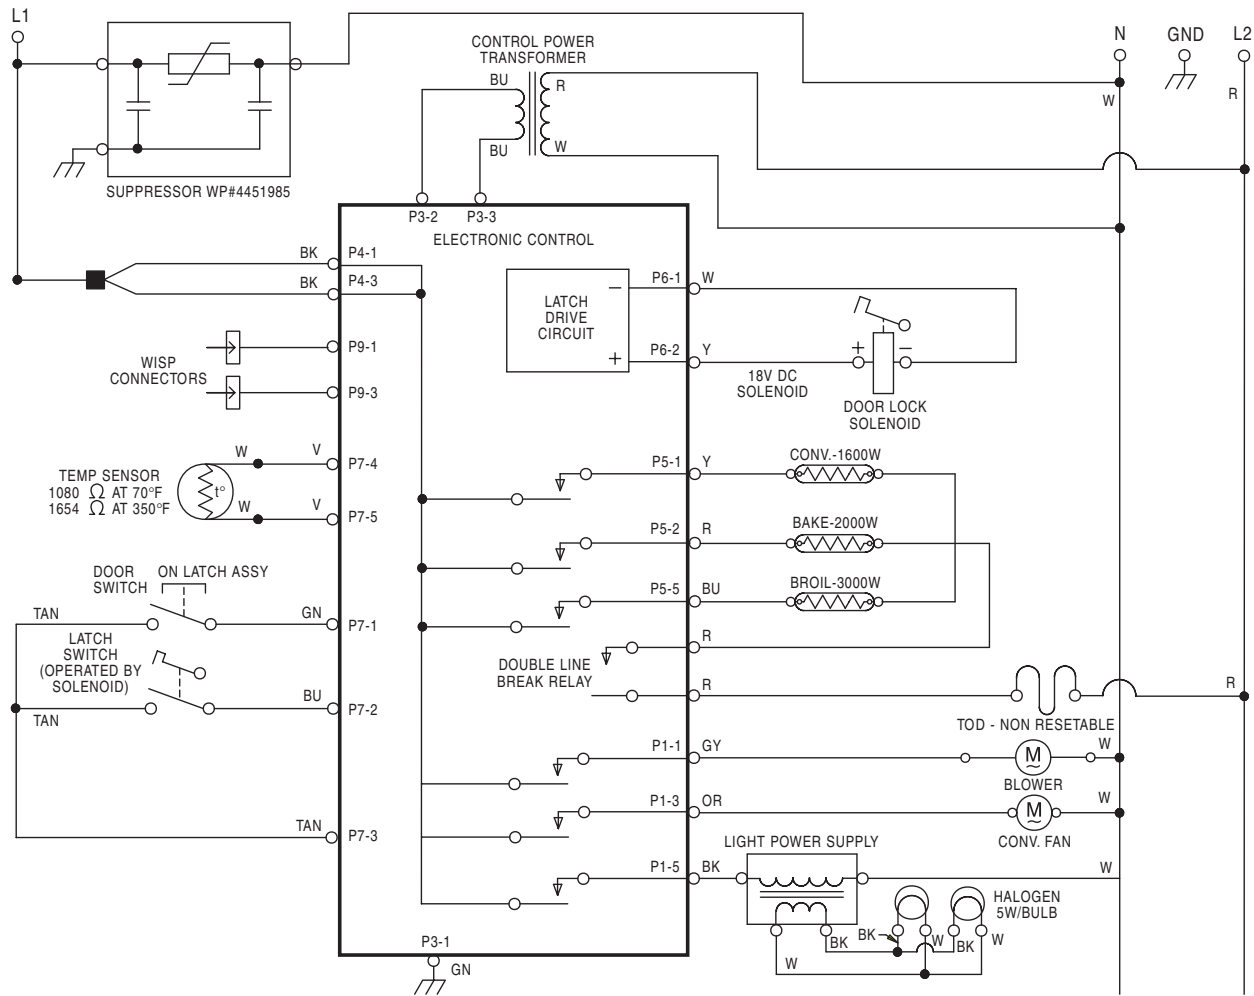 L1
N
GND
L2
CONTROL POWER
TRANSFORMER
BU
R
W
R
BU
W
SUPPRESSOR WP#4451985
P3-2
P3-3
ELECTRONIC CONTROL
BK
P4-1
BK
P4-3
LATCH
DRIVE
CIRCUIT
−
+
P6-1
W
P6-2
Y
+
−
18V DC
SOLENOID
DOOR LOCK
SOLENOID
WISP
CONNECTORS
P9-1
P9-3
TEMP SENSOR
1080 Ω AT 70°F
1654 Ω AT 350°F
t°
W
V
P7-4
W
V
P7-5
P5-1
Y
CONV.-1600W
P5-2
R
BAKE-2000W
P5-5
BU
BROIL-3000W
DOOR
SWITCH
ON LATCH ASSY
TAN
GN
P7-1
LATCH
SWITCH
(OPERATED BY
SOLENOID)
TAN
BU
P7-2
R
DOUBLE LINE
BREAK RELAY
R
R
TOD - NON RESETABLE
P1-1
GY
M
~
W
BLOWER
P1-3
OR
M
~
W
CONV. FAN
TAN
P7-3
LIGHT POWER SUPPLY
P1-5
BK
W
HALOGEN
5W/BULB
BK
BK
W
BK
W
W
P3-1
GN